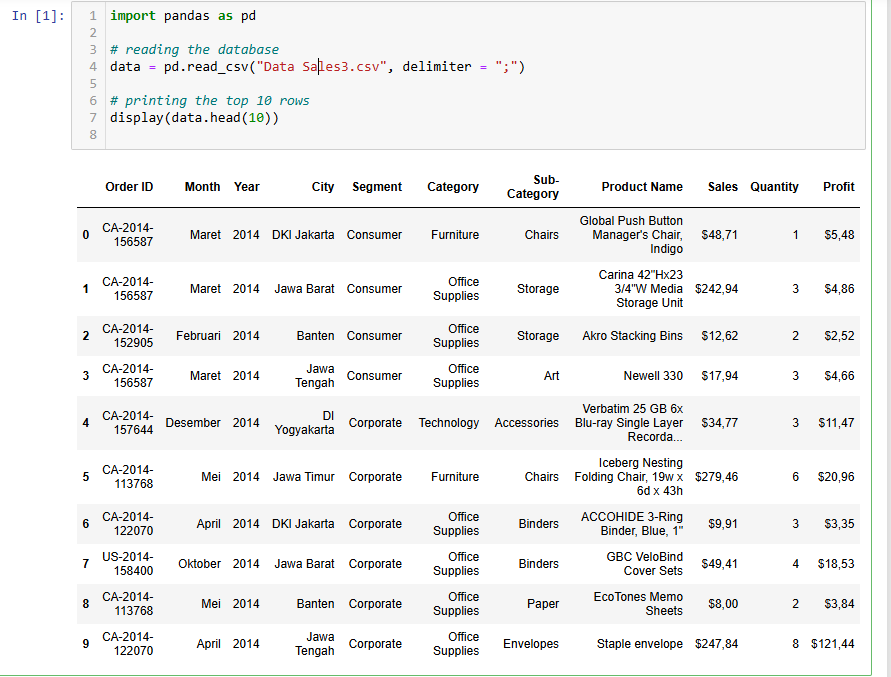 In [1]:
1 import pandas as pd
2
3 # reading the database
4 data = pd.read_csv("Data Sales3.csv", delimiter = ";")
5
6 # printing the top 10 rows
7 display(data.head(10))
8
Order ID Month Year City Segment Category Sub-Category Product Name Sales Quantity Profit
0 CA-2014-156587 Maret 2014 DKI Jakarta Consumer Furniture Chairs Global Push Button Manager's Chair, Indigo $48,71 1 $5,48
1 CA-2014-156587 Maret 2014 Jawa Barat Consumer Office Supplies Storage Carina 42"Hx23 3/4"W Media Storage Unit $242,94 3 $4,86
2 CA-2014-152905 Februari 2014 Banten Consumer Office Supplies Storage Akro Stacking Bins $12,62 2 $2,52
3 CA-2014-156587 Maret 2014 Jawa Tengah Consumer Office Supplies Art Newell 330 $17,94 3 $4,66
4 CA-2014-157644 Desember 2014 DI Yogyakarta Corporate Technology Accessories Verbatim 25 GB 6x Blu-ray Single Layer Recorda... $34,77 3 $11,47
5 CA-2014-113768 Mei 2014 Jawa Timur Corporate Furniture Chairs Iceberg Nesting Folding Chair, 19w x 6d x 43h $279,46 6 $20,96
6 CA-2014-122070 April 2014 DKI Jakarta Corporate Office Supplies Binders ACCOHIDE 3-Ring Binder, Blue, 1" $9,91 3 $3,35
7 US-2014-158400 Oktober 2014 Jawa Barat Corporate Office Supplies Binders GBC VeloBind Cover Sets $49,41 4 $18,53
8 CA-2014-113768 Mei 2014 Banten Corporate Office Supplies Paper EcoTones Memo Sheets $8,00 2 $3,84
9 CA-2014-122070 April 2014 Jawa Tengah Corporate Office Supplies Envelopes Staple envelope $247,84 8 $121,44